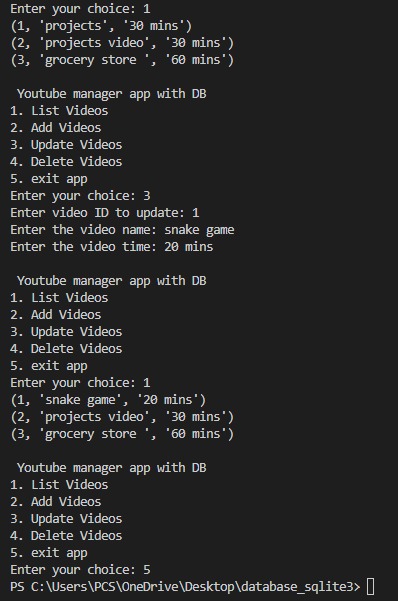 Enter your choice: 1
(1, 'projects', '30 mins')
(2, 'projects video', '30 mins')
(3, 'grocery store ', '60 mins')
 Youtube manager app with DB
1. List Videos
2. Add Videos
3. Update Videos
4. Delete Videos
5. exit app
Enter your choice: 3
Enter video ID to update: 1
Enter the video name: snake game
Enter the video time: 20 mins
 Youtube manager app with DB
1. List Videos
2. Add Videos
3. Update Videos
4. Delete Videos
5. exit app
Enter your choice: 1
(1, 'snake game', '20 mins')
(2, 'projects video', '30 mins')
(3, 'grocery store ', '60 mins')
 Youtube manager app with DB
1. List Videos
2. Add Videos
3. Update Videos
4. Delete Videos
5. exit app
Enter your choice: 5
PS C:\Users\PCS\OneDrive\Desktop\database_sqlite3>